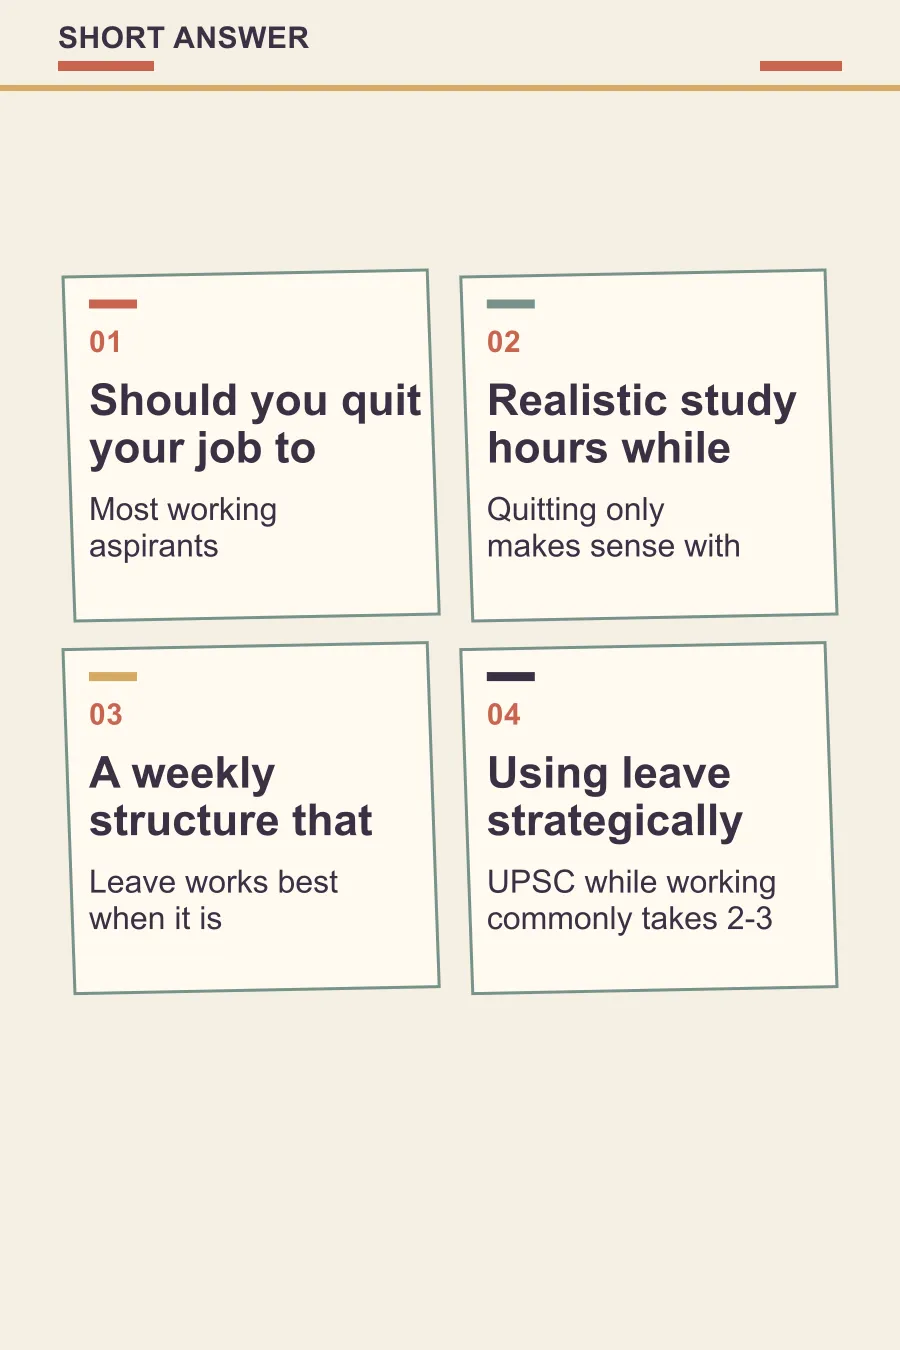 SHORT ANSWER
01
Should you quit
your job to
Most working
aspirants
02
Realistic study
hours while
Quitting only
makes sense with
03
A weekly
structure that
Leave works best
when it is
04
Using leave
strategically
UPSC while working
commonly takes 2-3